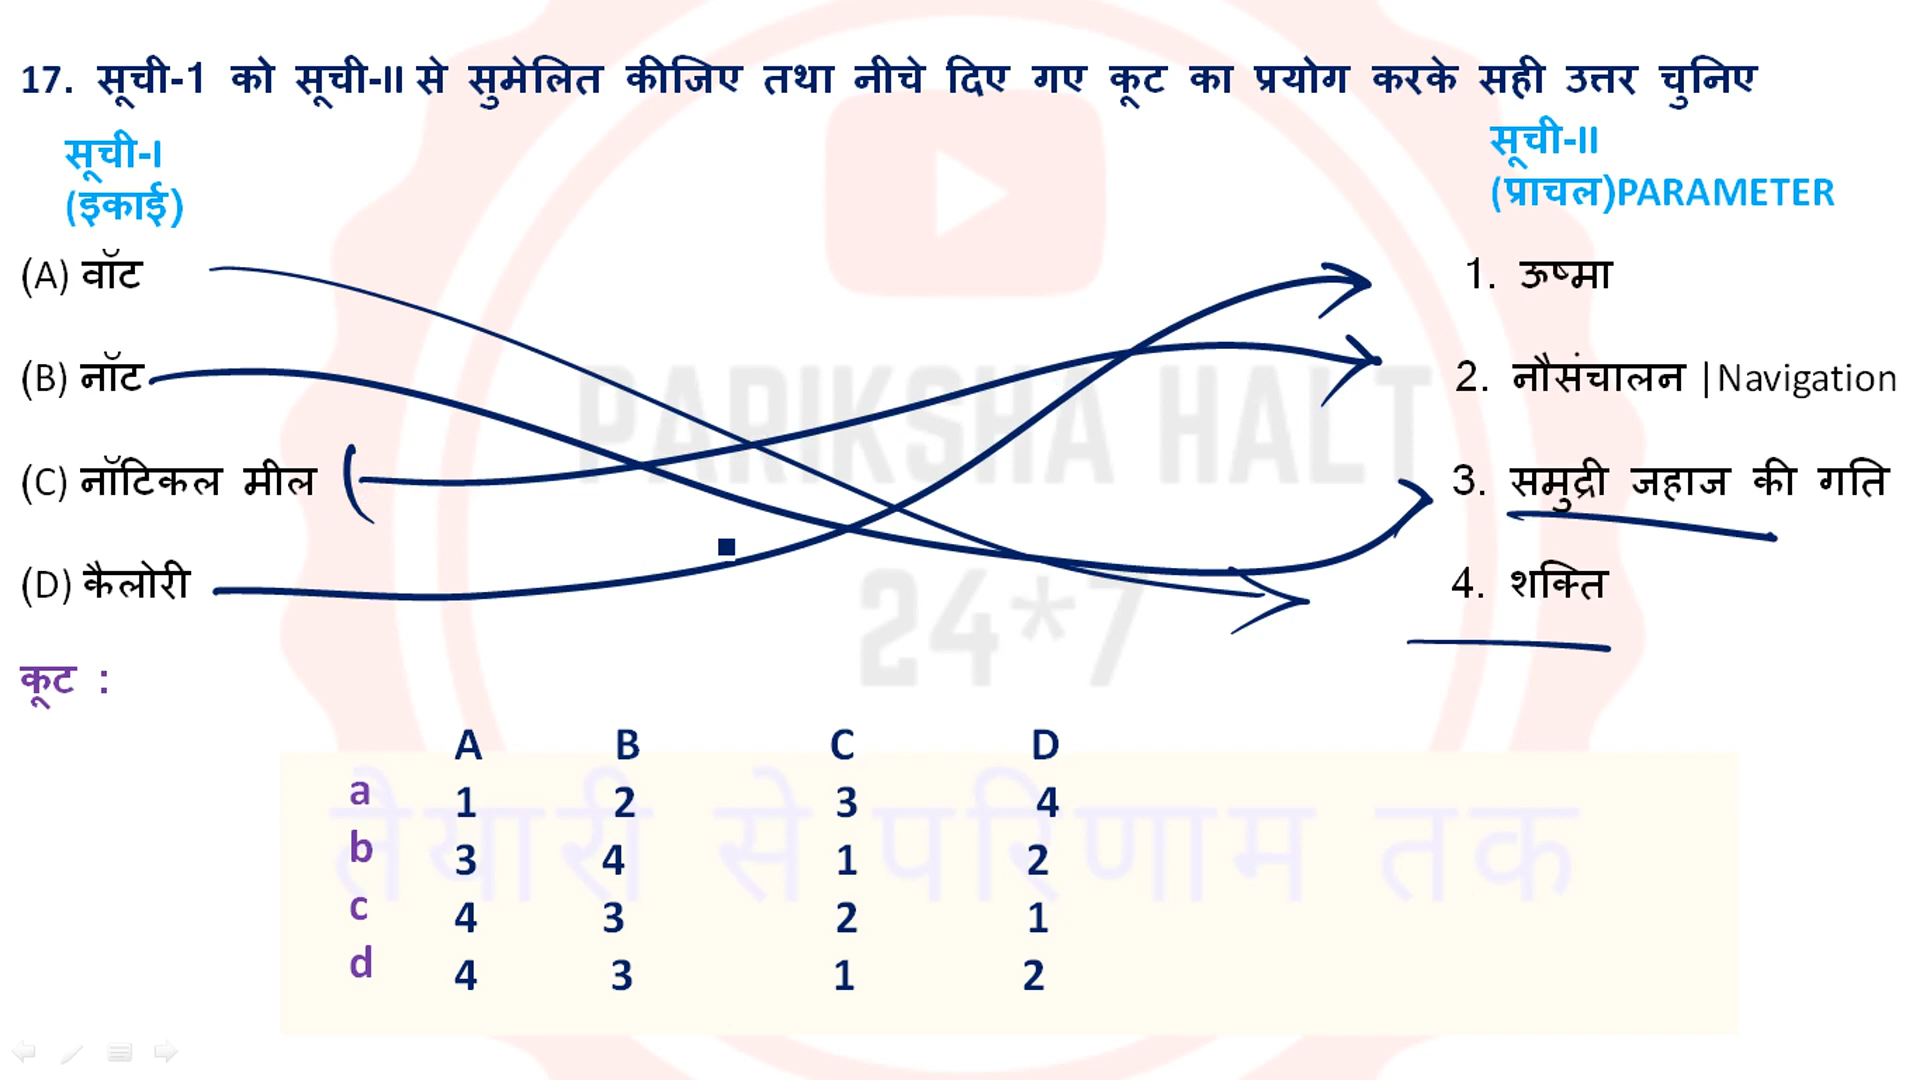 17. सूची-1 को सूची-II से सुमेलित कीजिए तथा नीचे दिए गए कूट का प्रयोग करके सही उत्तर चुनिए
सूची-I
(इकाई)
सूची-II
(प्राचल)PARAMETER
(A) वॉट
1. ऊष्मा
(B) नॉट
2. नौसंचालन |Navigation
(C) नॉटिकल मील
3. समुद्री जहाज की गति
(D) कैलोरी
4. शक्ति
PARIKSHA HALT
24*7
कूट :
A B C D
a 1 2 3 4
b 3 4 1 2
c 4 3 2 1
d 4 3 1 2
तैयारी से परिणाम तक